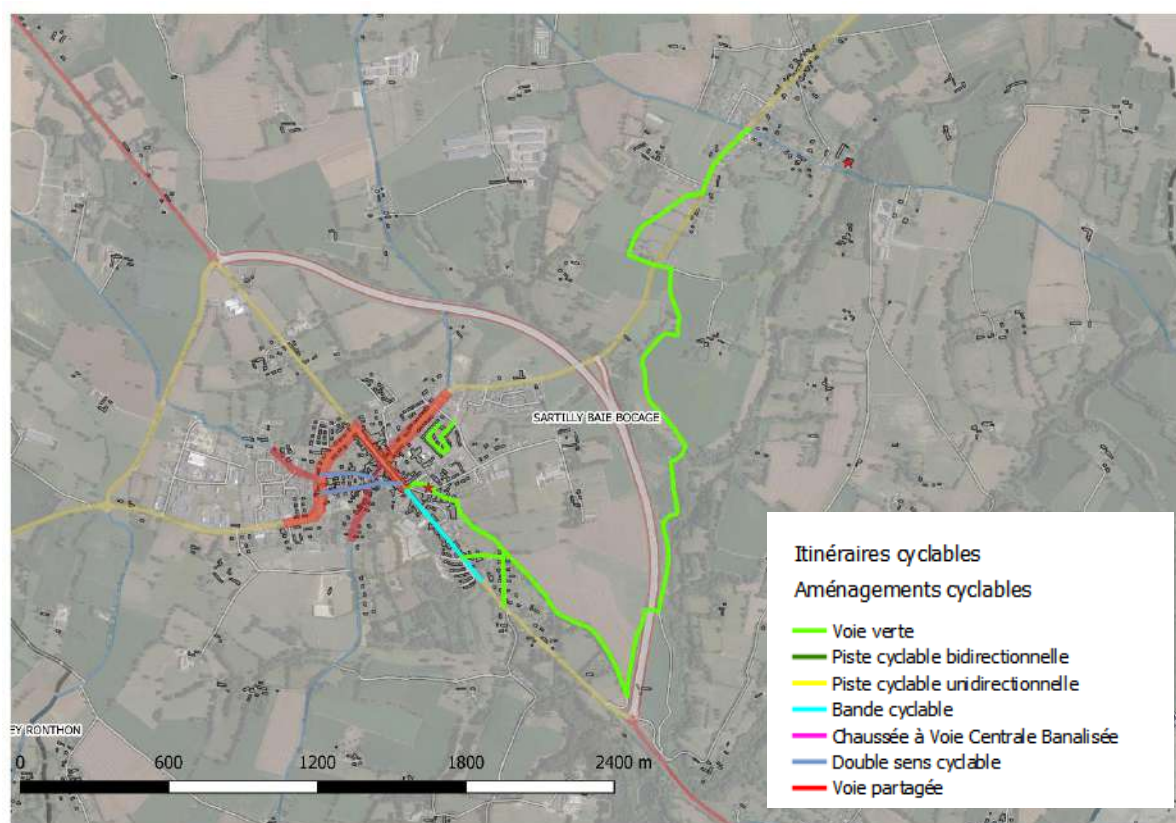 SARTILLY BAIE BOCAGE
EY RONTHON
0 600 1200 1800 2400 m
Itinéraires cyclables
Aménagements cyclables
Voie verte
Piste cyclable bidirectionnelle
Piste cyclable unidirectionnelle
Bande cyclable
Chaussée à Voie Centrale Banalisée
Double sens cyclable
Voie partagée